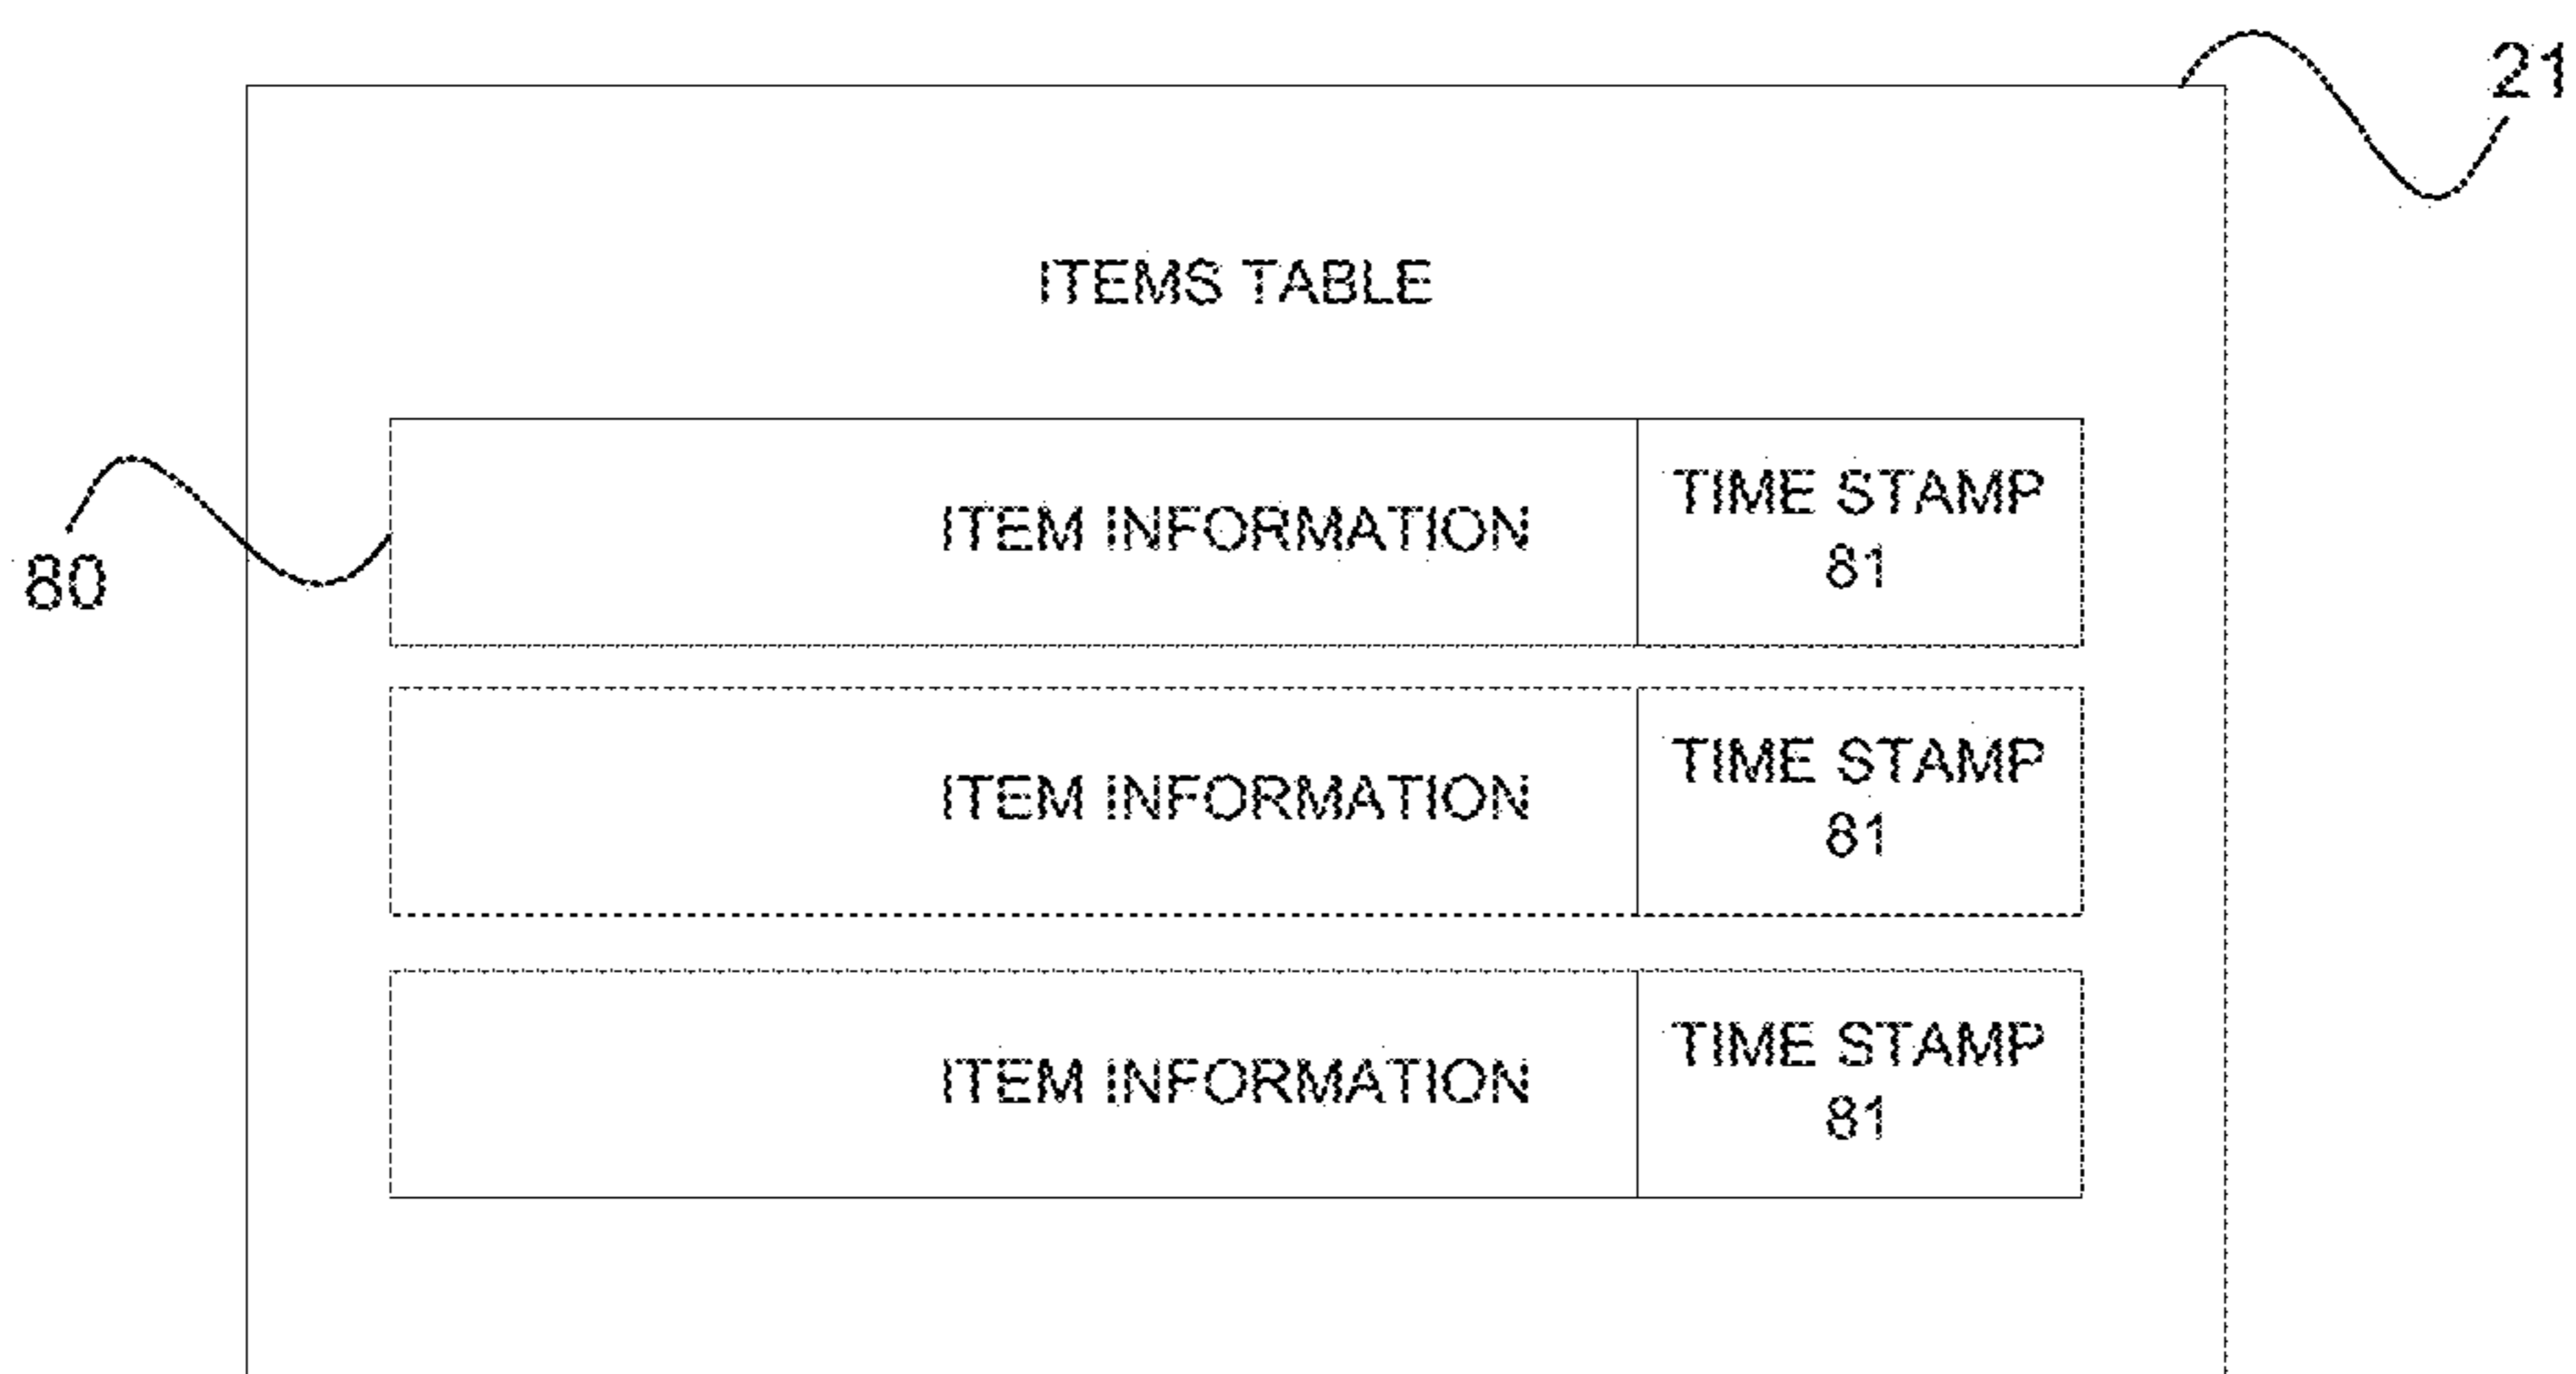 21
ITEMS TABLE
ITEM INFORMATION
TIME STAMP
81
80
ITEM INFORMATION
TIME STAMP
81
ITEM INFORMATION
TIME STAMP
81